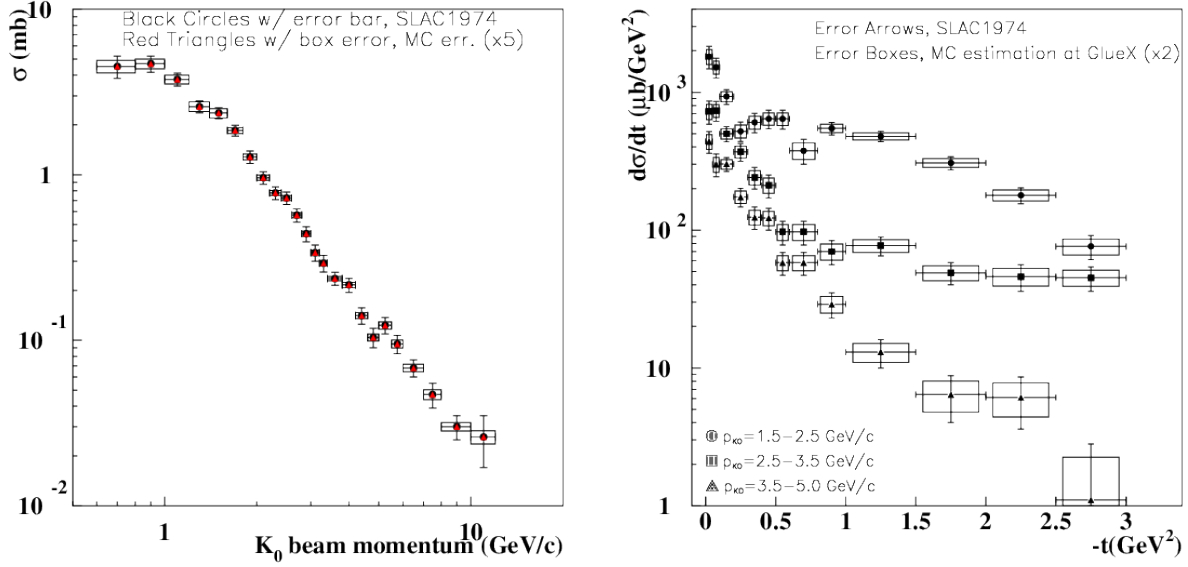 Black Circles w/ error bar, SLAC1974
Red Triangles w/ box error, MC err. (x5)
σ (mb)
10
1
10 -1
10 -2
1
10
K0 beam momentum (GeV/c)
Error Arrows, SLAC1974
Error Boxes, MC estimation at GlueX (x2)
dσ/dt (μb/GeV2)
10 3
10 2
10
1
pK0=1.5−2.5 GeV/c
pK0=2.5−3.5 GeV/c
pK0=3.5−5.0 GeV/c
0
0.5
1
1.5
2
2.5
3
3.5
-t(GeV2)